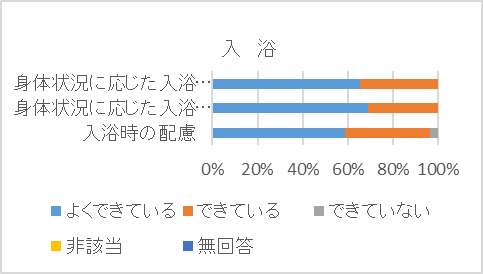 入　浴
身体状況に応じた入浴…
身体状況に応じた入浴…
入浴時の配慮
0% 20% 40% 60% 80% 100%
よくできている できている できていない
非該当 無回答